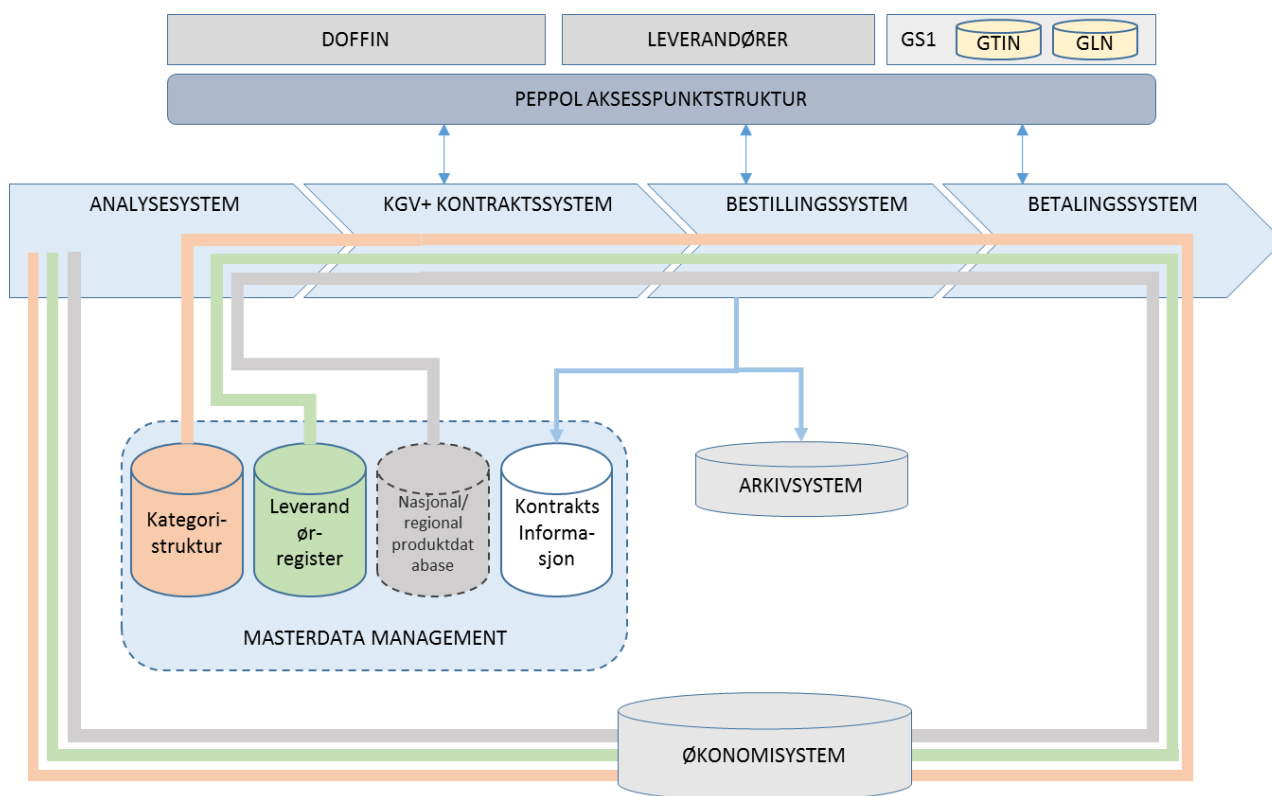 DOFFIN
LEVERANDØRER
GS1
GTIN
GLN
PEPPOL AKSESSPUNKTSTRUKTUR
ANALYSESYSTEM
KGV+ KONTRAKTSSYSTEM
BESTILLINGSSYSTEM
BETALINGSSYSTEM
Kategori-
struktur
Leverand
ør-
register
Nasjonal/
regional
produktdat
abase
Kontrakts
Informa-
sjon
ARKIVSYSTEM
MASTERDATA MANAGEMENT
ØKONOMISYSTEM